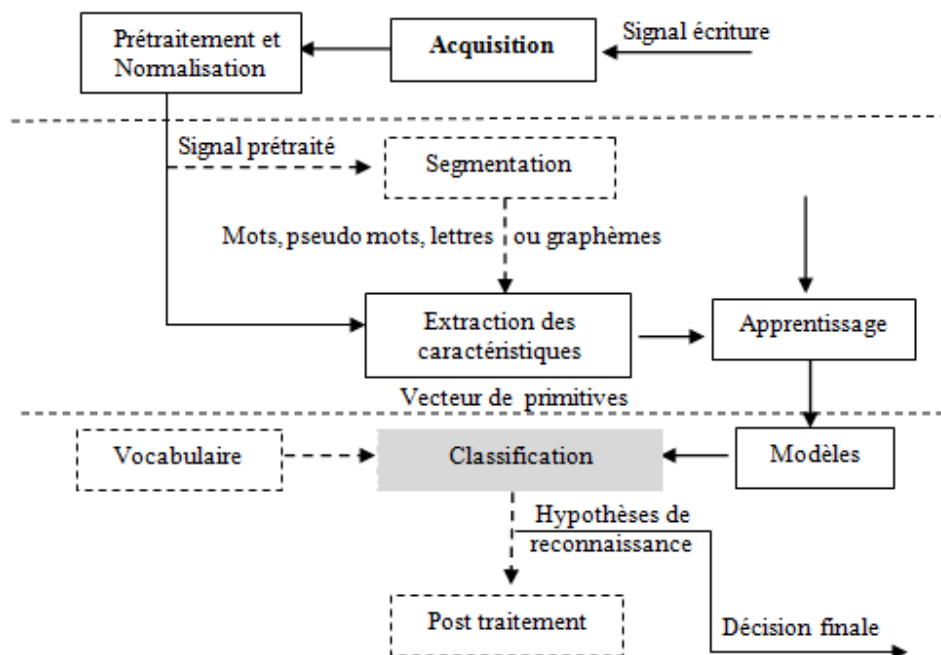 Prétraitement et
Normalisation
Acquisition
Signal écriture
Signal prétraité
Segmentation
Mots, pseudo mots, lettres ou graphèmes
Extraction des
caractéristiques
Apprentissage
Vecteur de primitives
Vocabulaire
Classification
Modèles
Hypothèses de
reconnaissance
Post traitement
Décision finale